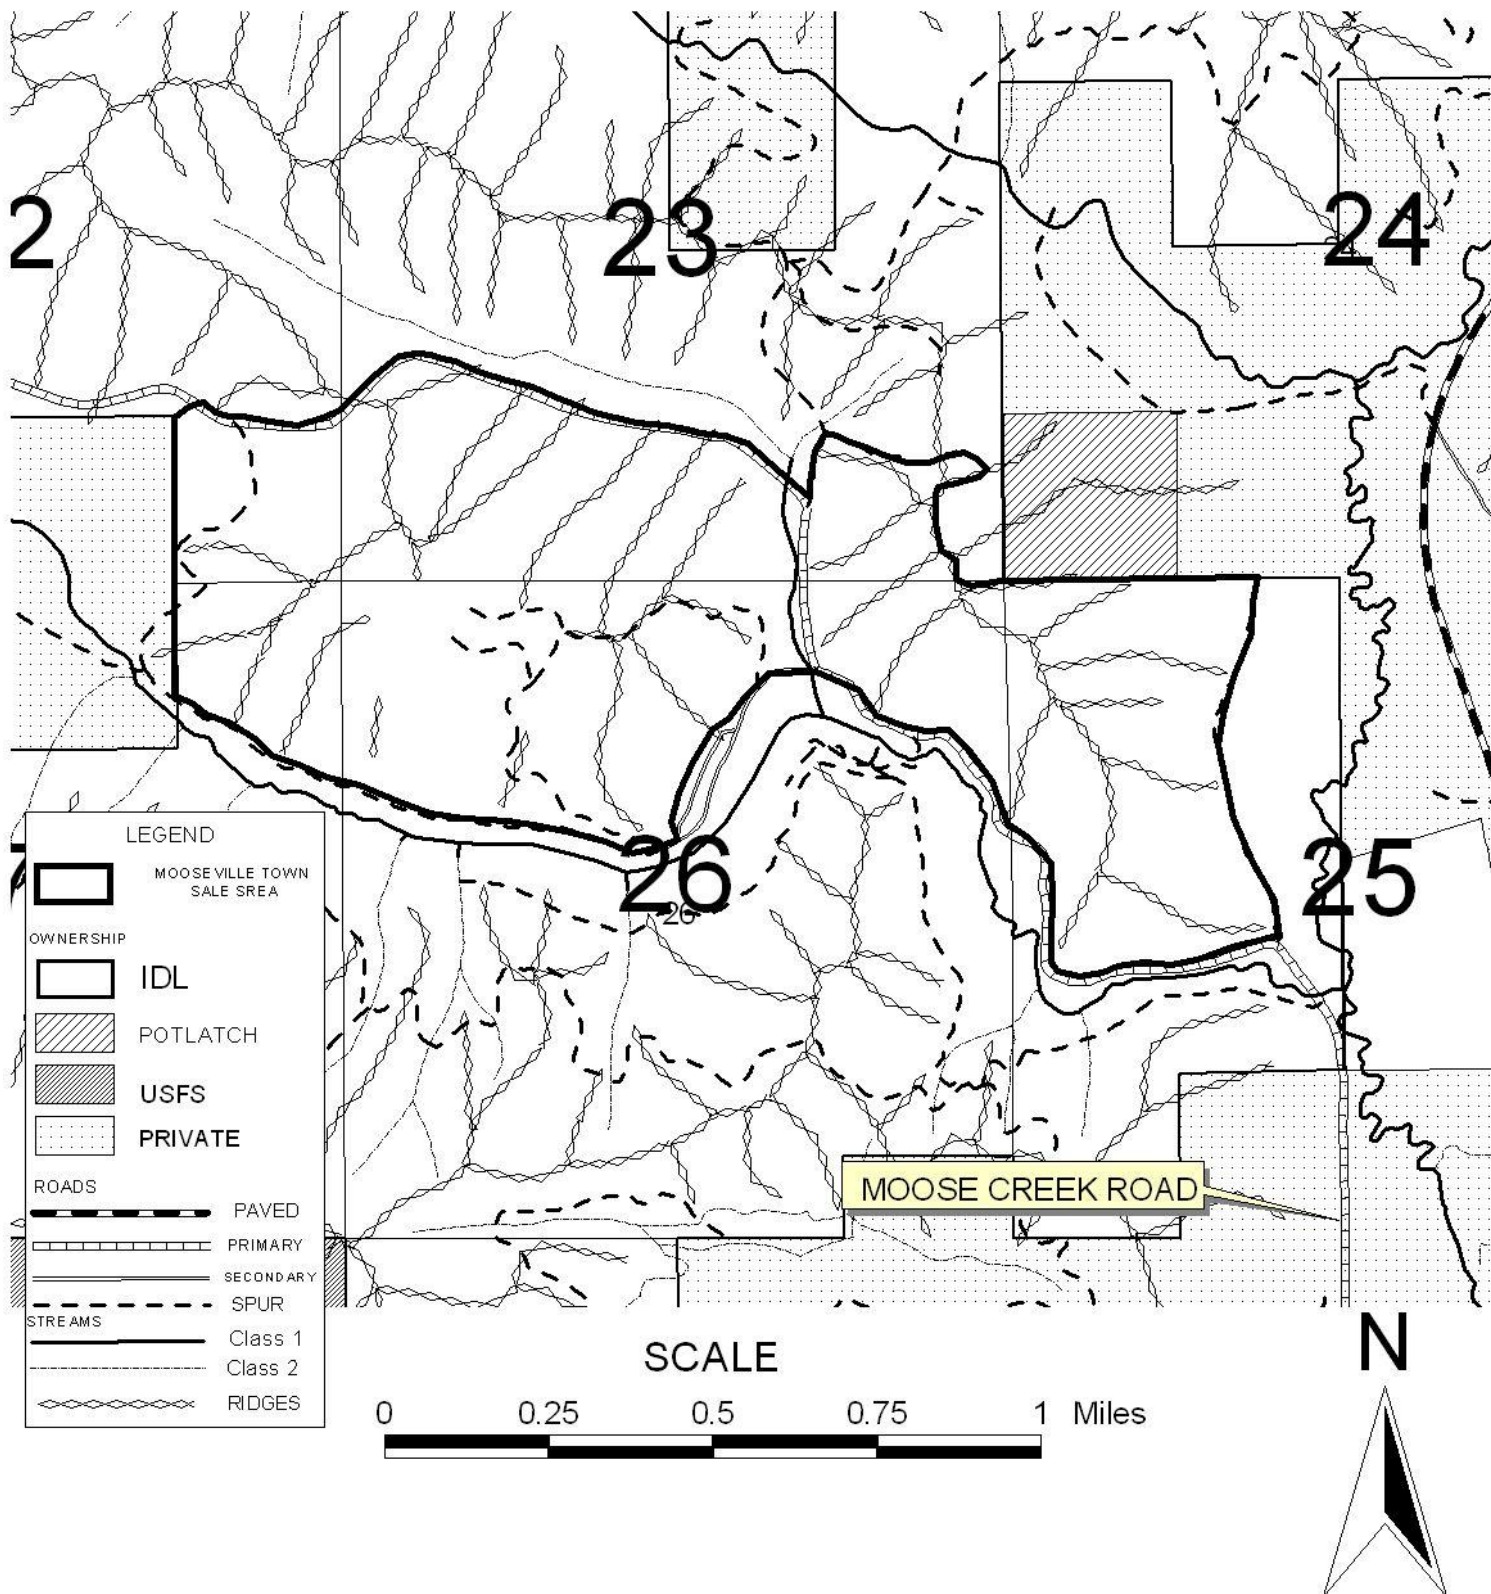 2
23
24
26
26
25
LEGEND
MOOSEVILLE TOWN
SALE SREA
OWNERSHIP
IDL
POTLATCH
USFS
PRIVATE
ROADS
PAVED
PRIMARY
SECONDARY
SPUR
STREAMS
Class 1
Class 2
RIDGES
MOOSE CREEK ROAD
SCALE
0 0.25 0.5 0.75 1 Miles
N